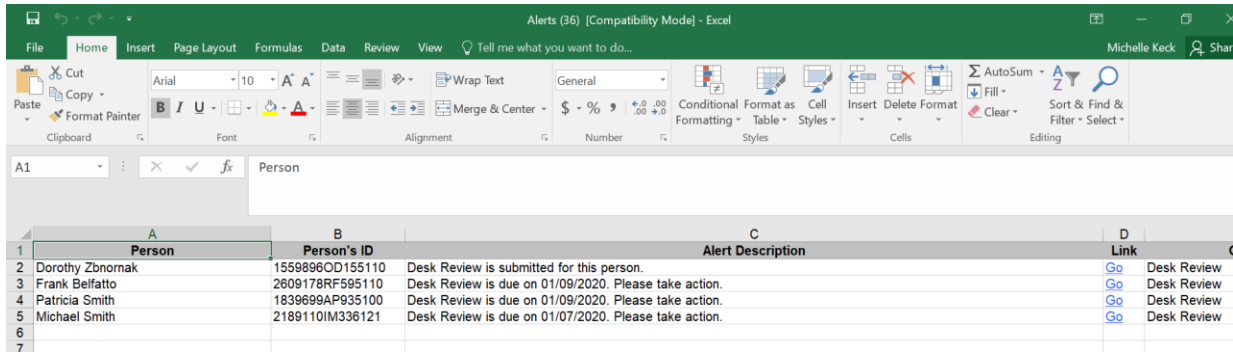 Alerts (36) [Compatibility Mode] - Excel
File Home Insert Page Layout Formulas Data Review View Tell me what you want to do... Michelle Keck Shar
Cut
Copy
Format Painter
Paste
Clipboard
Arial 10
B I U
Font
Wrap Text
Merge & Center
Alignment
General
$ - % , .00
Number
Conditional Formatting
Format as Table
Cell Styles
Styles
Insert Delete Format
Cells
AutoSum
Fill
Clear
Sort & Filter
Find & Select
Editing
A1 fx Person
A B C D
1 Person Person's ID Alert Description Link
2 Dorothy Zbnornak 1559896OD155110 Desk Review is submitted for this person. Go Desk Review
3 Frank Belfatto 2609178RF595110 Desk Review is due on 01/09/2020. Please take action. Go Desk Review
4 Patricia Smith 1839699AP935100 Desk Review is due on 01/09/2020. Please take action. Go Desk Review
5 Michael Smith 2189110IM336121 Desk Review is due on 01/07/2020. Please take action. Go Desk Review
6
7